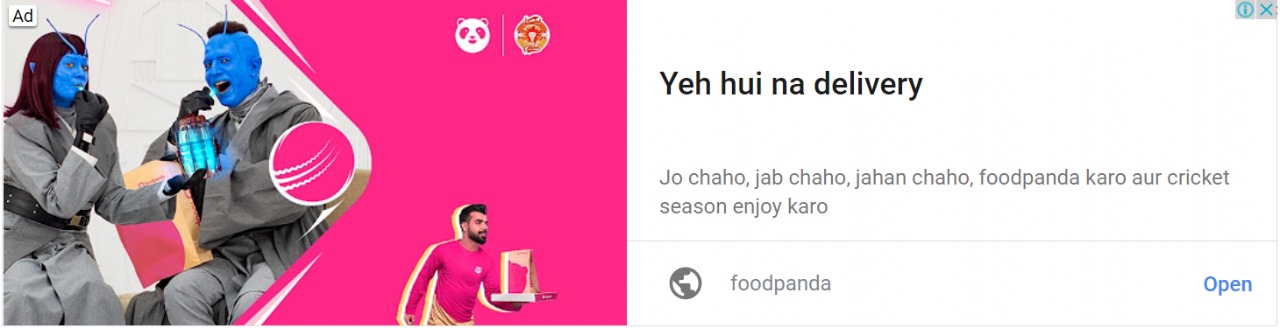 Ad
Yeh hui na delivery
Jo chaho, jab chaho, jahan chaho, foodpanda karo aur cricket
season enjoy karo
foodpanda
Open